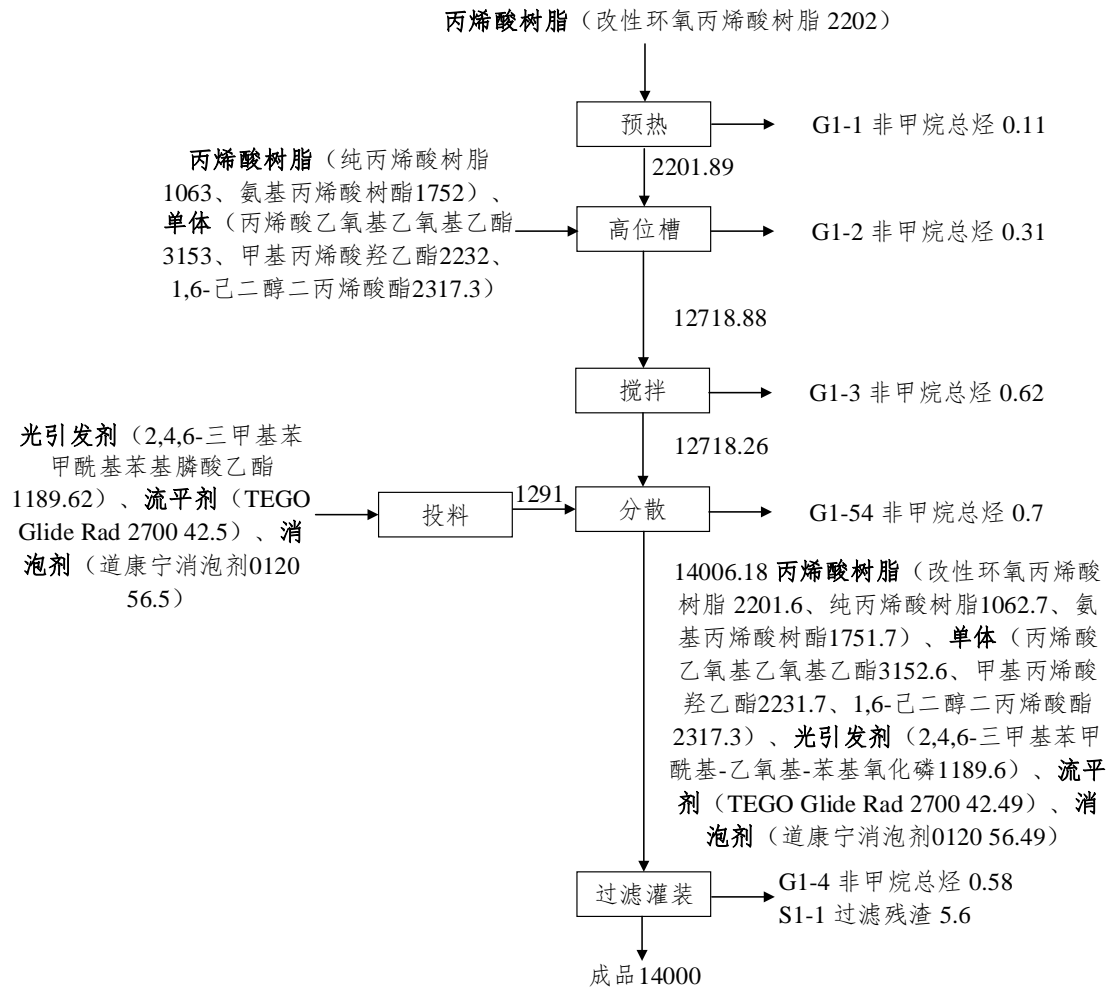 丙烯酸树脂（改性环氧丙烯酸树脂 2202）
预热
G1-1 非甲烷总烃 0.11
2201.89
丙烯酸树脂（纯丙烯酸树脂
1063、氨基丙烯酸树酯1752）、
单体（丙烯酸乙氧基乙氧基乙酯
3153、甲基丙烯酸羟乙酯2232、
1,6-己二醇二丙烯酸酯2317.3）
高位槽
G1-2 非甲烷总烃 0.31
12718.88
搅拌
G1-3 非甲烷总烃 0.62
12718.26
光引发剂（2,4,6-三甲基苯
甲酰基苯基膦酸乙酯
1189.62）、流平剂（TEGO
Glide Rad 2700 42.5）、消
泡剂（道康宁消泡剂0120
56.5）
投料
1291
分散
G1-54 非甲烷总烃 0.7
14006.18 丙烯酸树脂（改性环氧丙烯酸
树脂 2201.6、纯丙烯酸树脂1062.7、氨
基丙烯酸树酯1751.7）、单体（丙烯酸
乙氧基乙氧基乙酯3152.6、甲基丙烯酸
羟乙酯2231.7、1,6-己二醇二丙烯酸酯
2317.3）、光引发剂（2,4,6-三甲基苯甲
酰基-乙氧基-苯基氧化磷1189.6）、流平
剂（TEGO Glide Rad 2700 42.49）、消
泡剂（道康宁消泡剂0120 56.49）
过滤灌装
G1-4 非甲烷总烃 0.58
S1-1 过滤残渣 5.6
成品14000